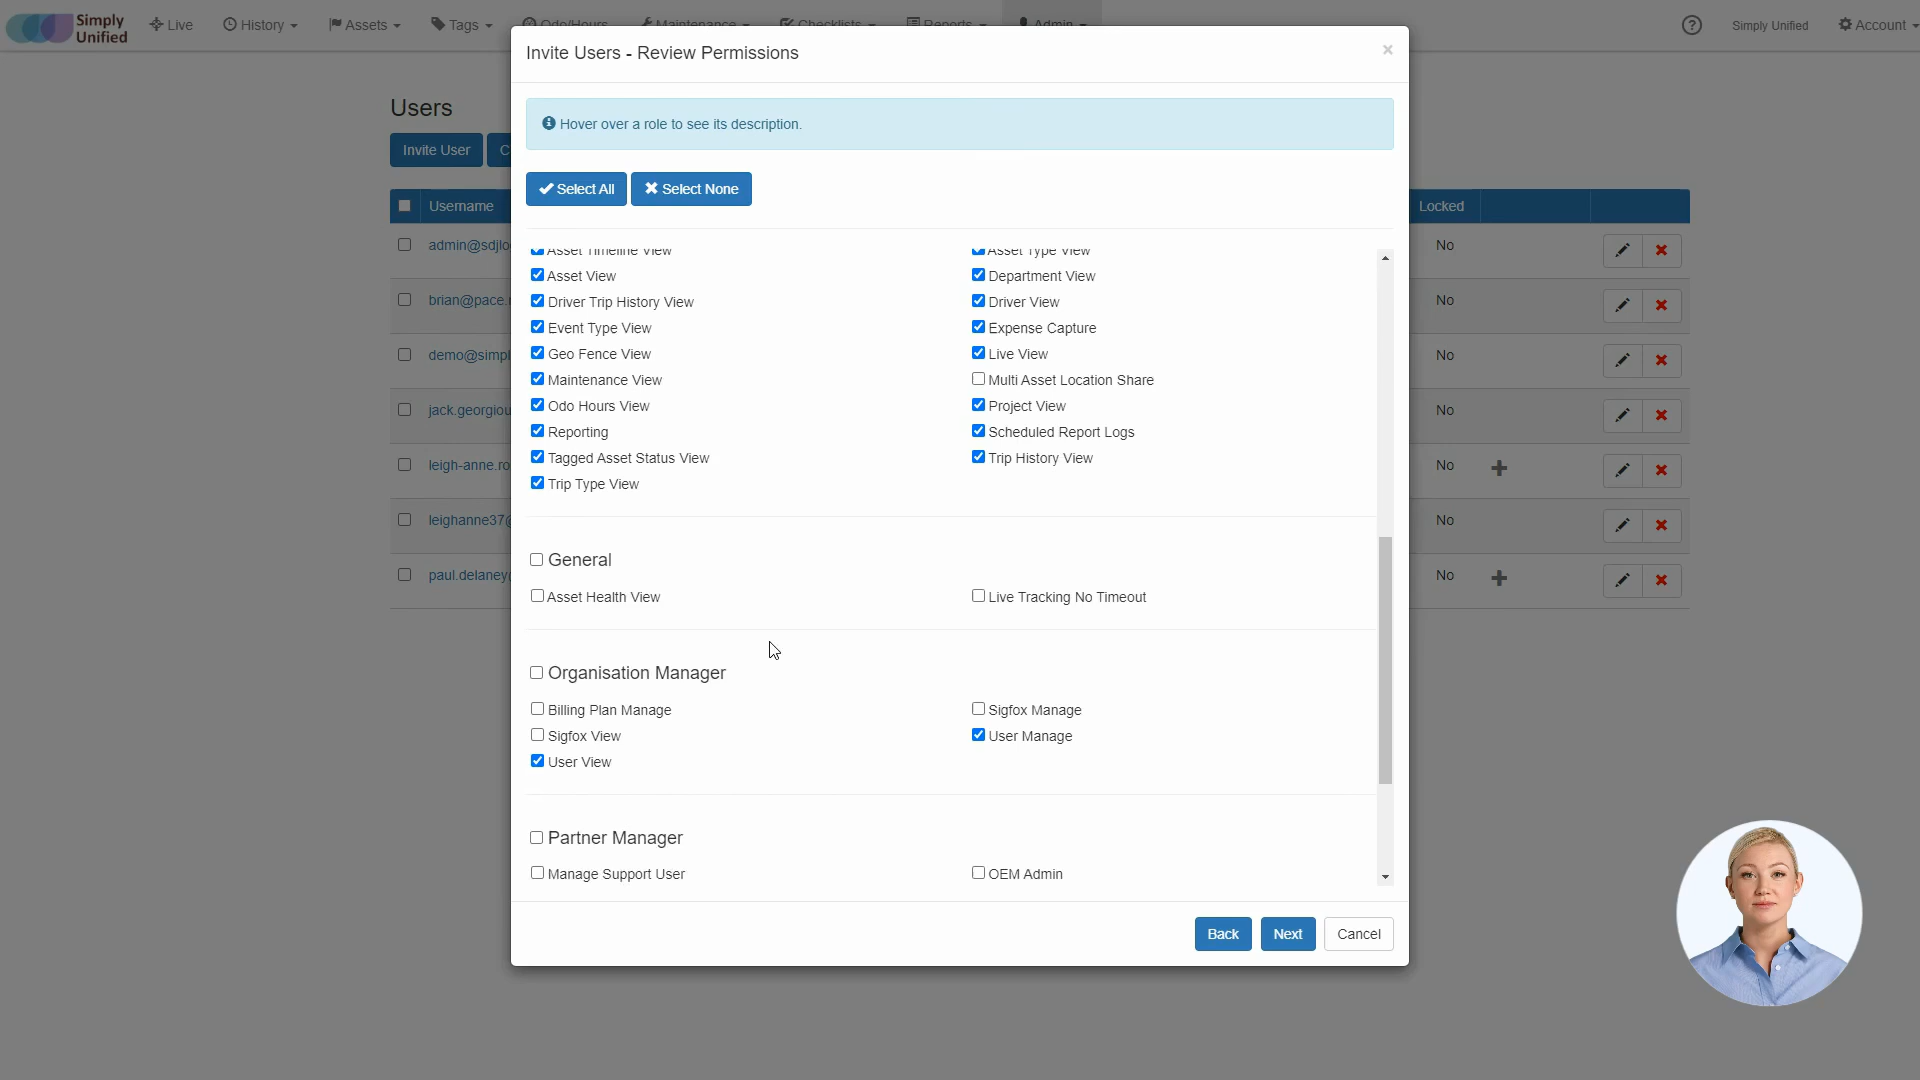 Simply
Unified
Live
History
Assets
Tags
Odo/Hours
Maintenance
Checklists
Reports
Admin
Simply Unified
Account
Invite Users - Review Permissions
×
Users
Hover over a role to see its description.
Invite User
C
Select All
Select None
Username
Locked
admin@sdjlo
No
brian@pace.
No
demo@simpl
No
jack.georgiou
No
leigh-anne.ro
No
leighanne37@
No
paul.delaney@
No
Asset Timeline View
Asset Type View
Asset View
Department View
Driver Trip History View
Driver View
Event Type View
Expense Capture
Geo Fence View
Live View
Maintenance View
Multi Asset Location Share
Odo Hours View
Project View
Reporting
Scheduled Report Logs
Tagged Asset Status View
Trip History View
Trip Type View
General
Asset Health View
Live Tracking No Timeout
Organisation Manager
Billing Plan Manage
Sigfox Manage
Sigfox View
User Manage
User View
Partner Manager
Manage Support User
OEM Admin
Back
Next
Cancel